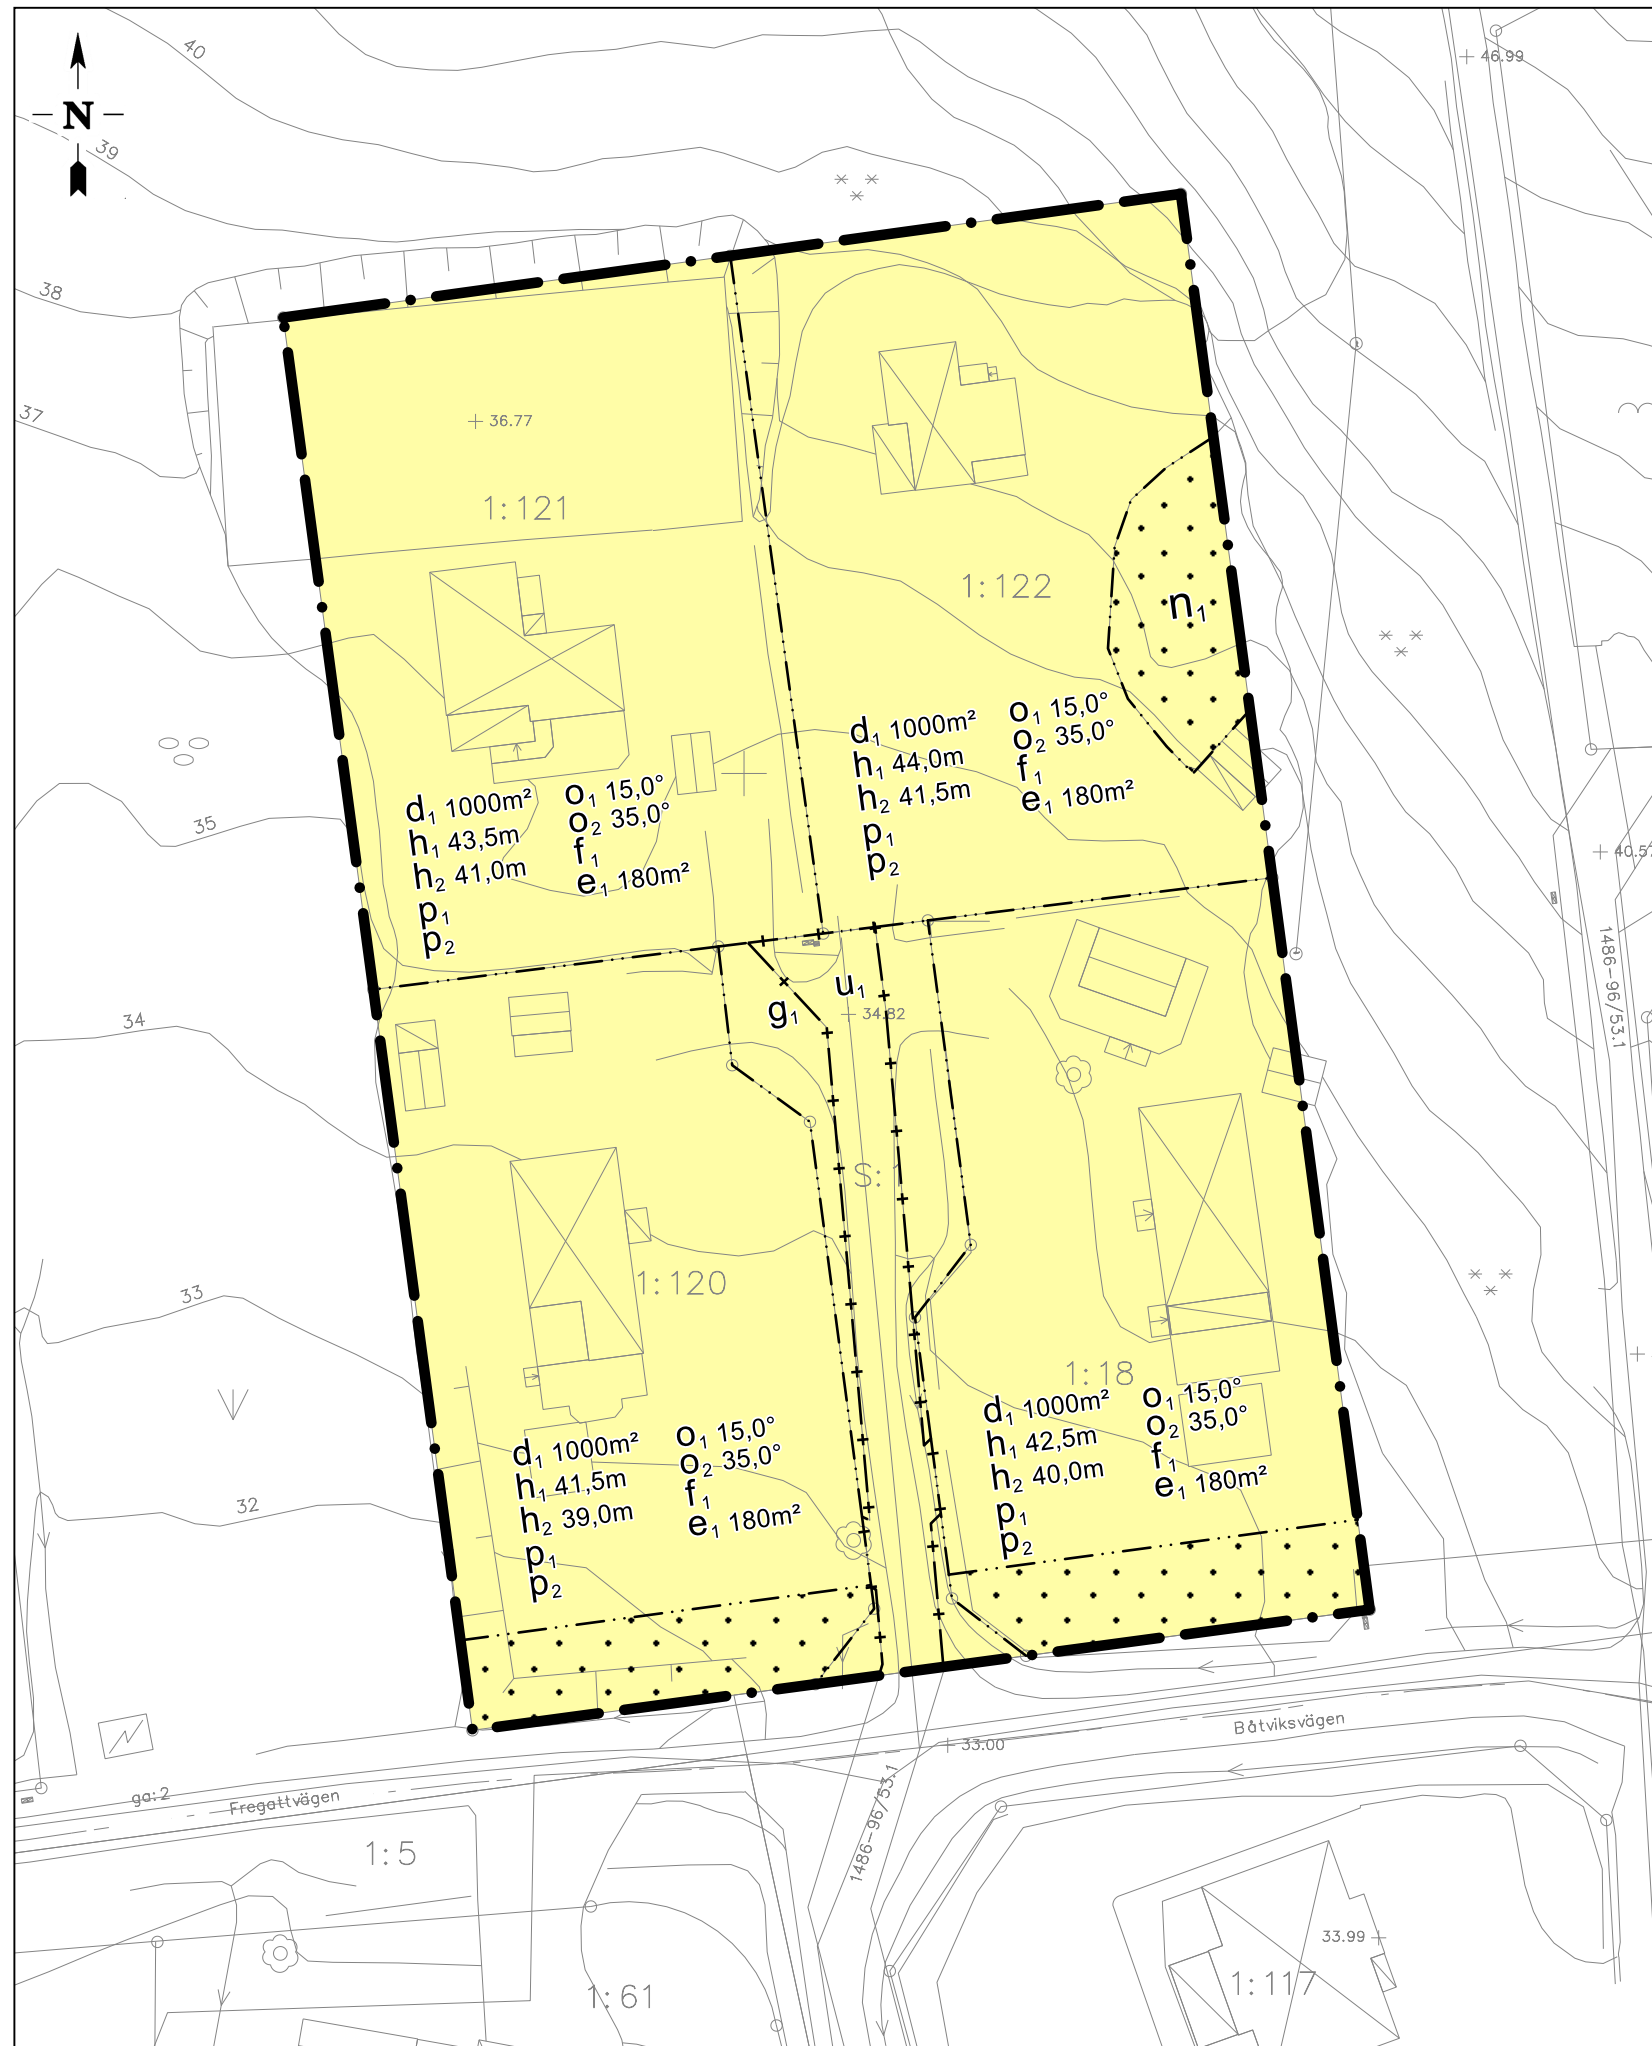 40
46.99
N
39
38
37
36.77
1:121
1:122
n₁
d₁ 1000m² o₁ 15,0°
h₁ 44,0m o₂ 35,0°
h₂ 41,5m f₁
p₁ e₁ 180m²
p₂
d₁ 1000m² o₁ 15,0°
h₁ 43,5m o₂ 35,0°
h₂ 41,0m f₁
p₁ e₁ 180m²
p₂
35
1486-96/53.1
u₁
g₁
34.82
34
1:120
33
1:18
d₁ 1000m² o₁ 15,0°
h₁ 42,5m o₂ 35,0°
h₂ 40,0m f₁
p₁ e₁ 180m²
p₂
d₁ 1000m² o₁ 15,0°
h₁ 41,5m o₂ 35,0°
h₂ 39,0m f₁
p₁ e₁ 180m²
p₂
32
Båtviksvägen
33.00
ga:2
Fregattvägen
1486-96/53.1
1:5
33.99
1:61
1:117